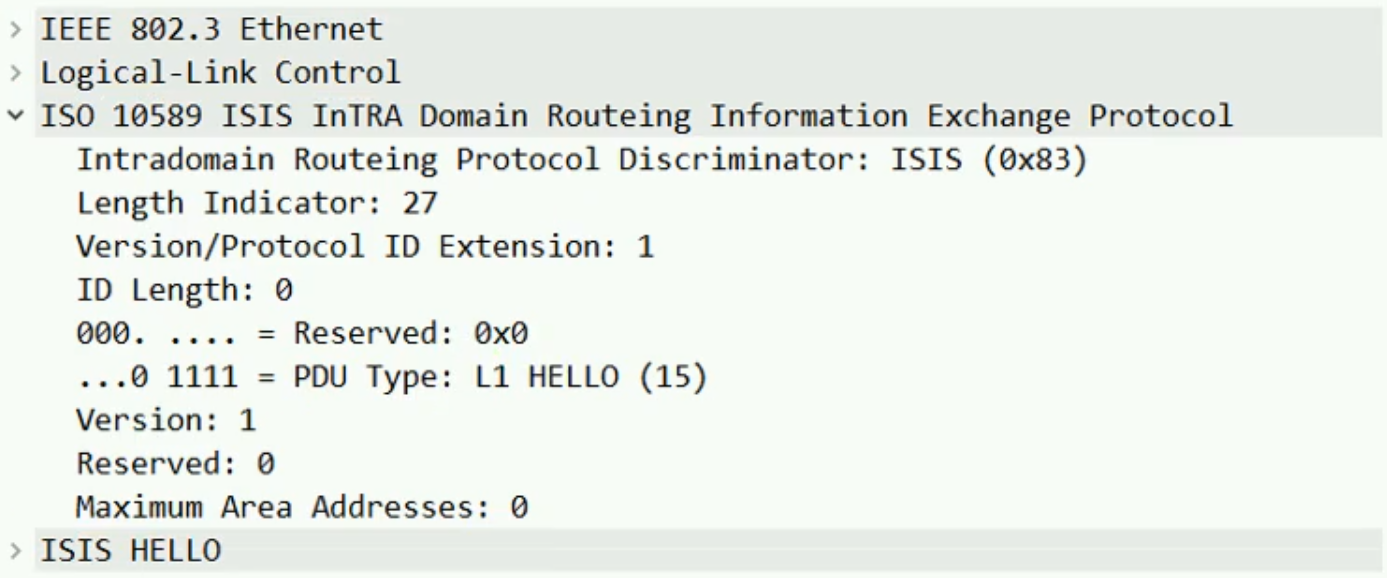 IEEE 802.3 Ethernet
Logical-Link Control
ISO 10589 ISIS InTRA Domain Routeing Information Exchange Protocol
Intradomain Routeing Protocol Discriminator: ISIS (0x83)
Length Indicator: 27
Version/Protocol ID Extension: 1
ID Length: 0
000. .... = Reserved: 0x0
...0 1111 = PDU Type: L1 HELLO (15)
Version: 1
Reserved: 0
Maximum Area Addresses: 0
ISIS HELLO